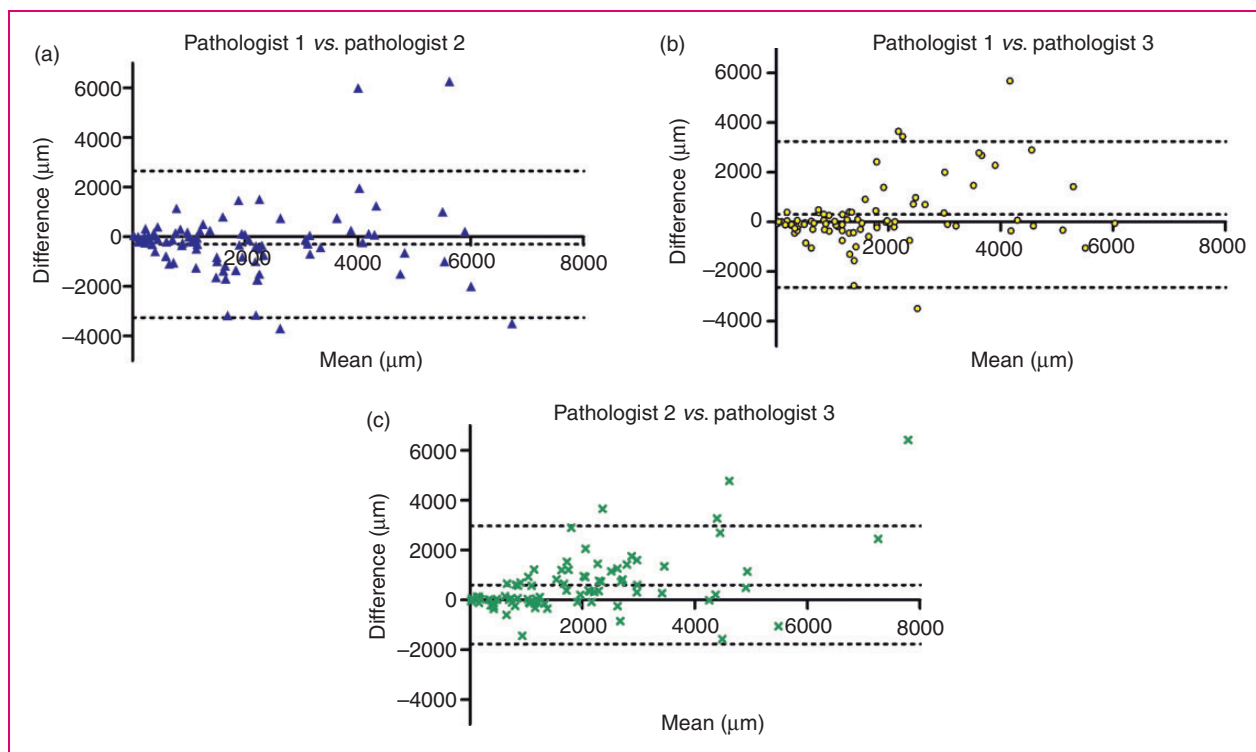 (a)
Pathologist 1 vs. pathologist 2
6000
4000
2000
0
−2000
−4000
2000
4000
6000
8000
Difference (μm)
Mean (μm)
(b)
Pathologist 1 vs. pathologist 3
6000
4000
2000
0
−2000
−4000
2000
4000
6000
8000
Difference (μm)
Mean (μm)
(c)
Pathologist 2 vs. pathologist 3
6000
4000
2000
0
−2000
−4000
2000
4000
6000
8000
Difference (μm)
Mean (μm)